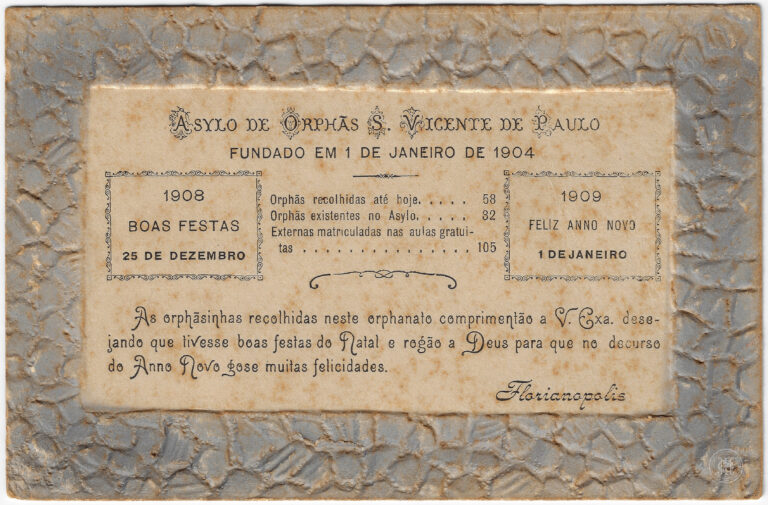 Asylo de Orphãs S. Vicente de Paulo
FUNDADO EM 1 DE JANEIRO DE 1904
1908
BOAS FESTAS
25 DE DEZEMBRO
Orphãs recolhidas até hoje. . . . . 58
Orphãs existentes no Asylo. . . . . 32
Externas matriculadas nas aulas gratui-
tas . . . . . . . . . . . . . . . . 105
1909
FELIZ ANNO NOVO
1 DE JANEIRO
As orphãsinhas recolhidas neste orphanato comprimentão a V. Exa. dese-
jando que tivesse boas festas do Natal e rogão a Deus para que no decurso
do Anno Novo gose muitas felicidades.
Florianopolis